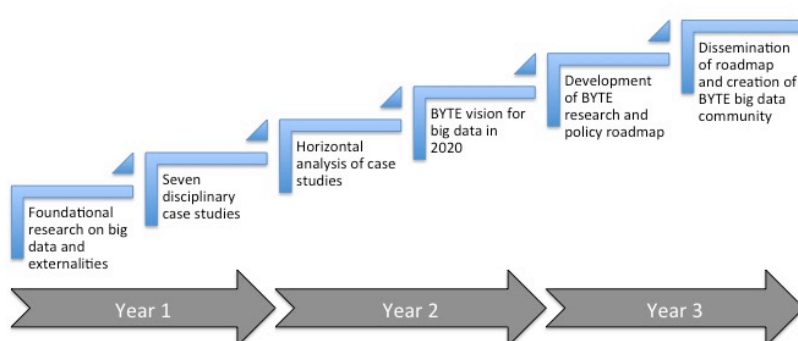 Foundational
research on big
data and
externalities
Seven
disciplinary
case studies
Horizontal
analysis of case
studies
BYTE vision for
big data in
2020
Development
of BYTE
research and
policy roadmap
Dissemination
of roadmap
and creation of
BYTE big data
community
Year 1
Year 2
Year 3